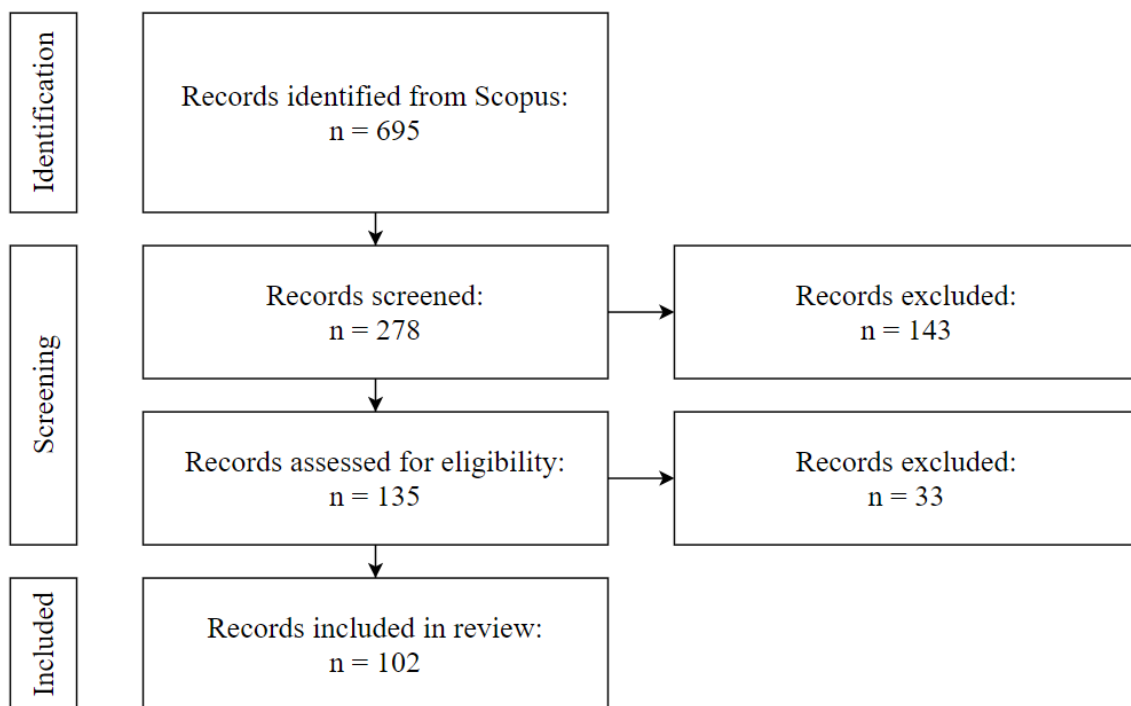 Identification
Records identified from Scopus:
n = 695
Screening
Records screened:
n = 278
Records excluded:
n = 143
Records assessed for eligibility:
n = 135
Records excluded:
n = 33
Included
Records included in review:
n = 102